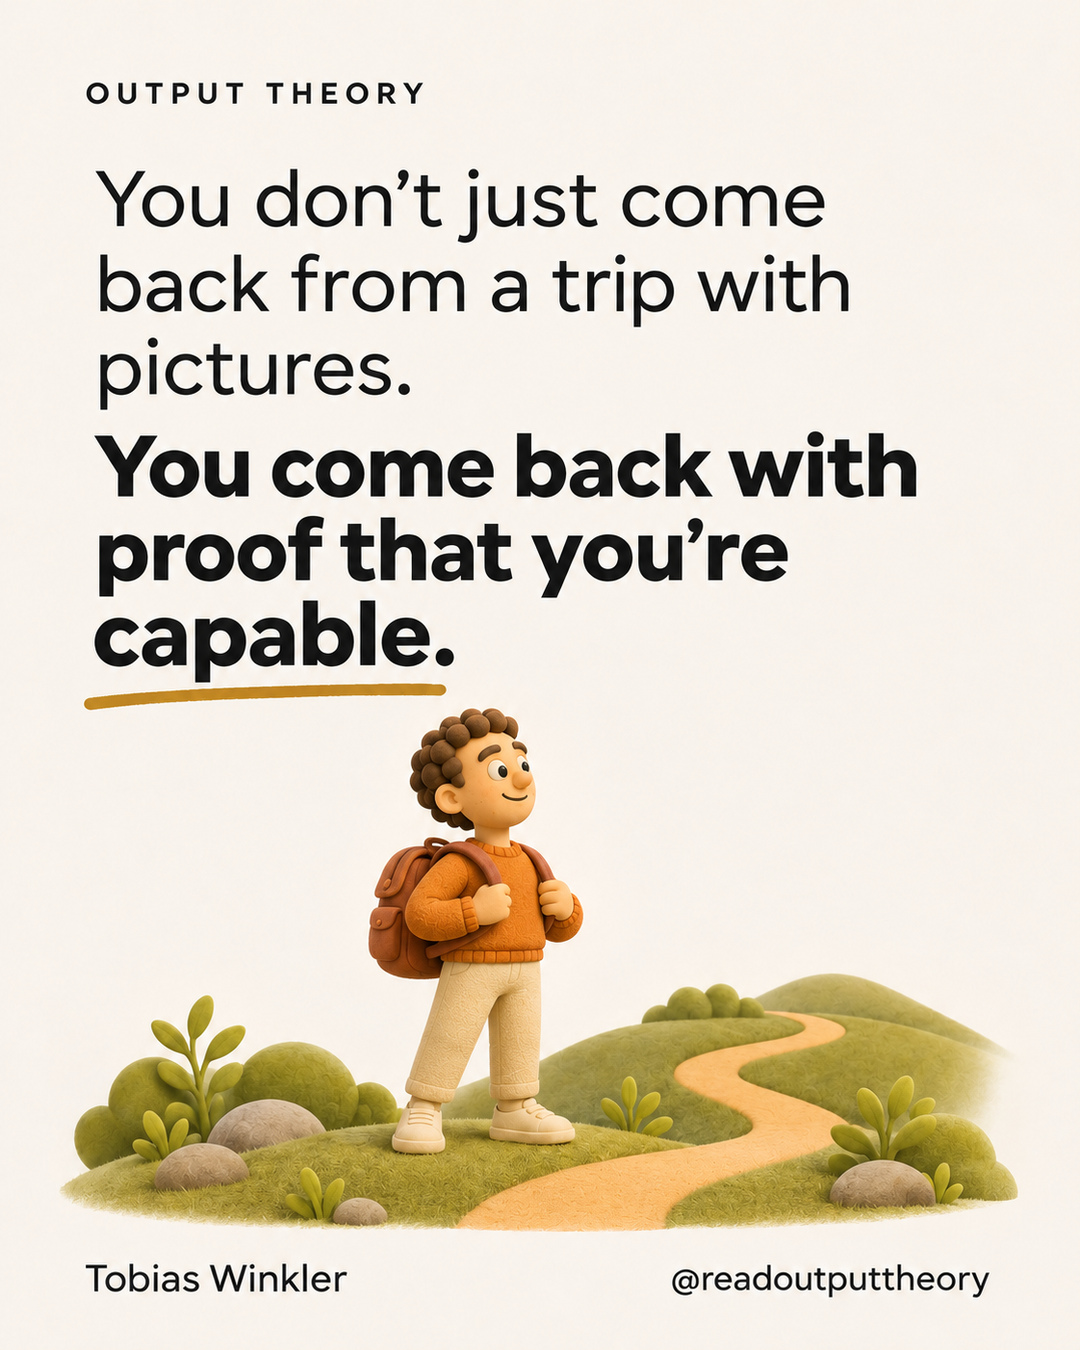 OUTPUT THEORY
You don’t just come
back from a trip with
pictures.
You come back with
proof that you’re
capable.
Tobias Winkler
@readoutputtheory